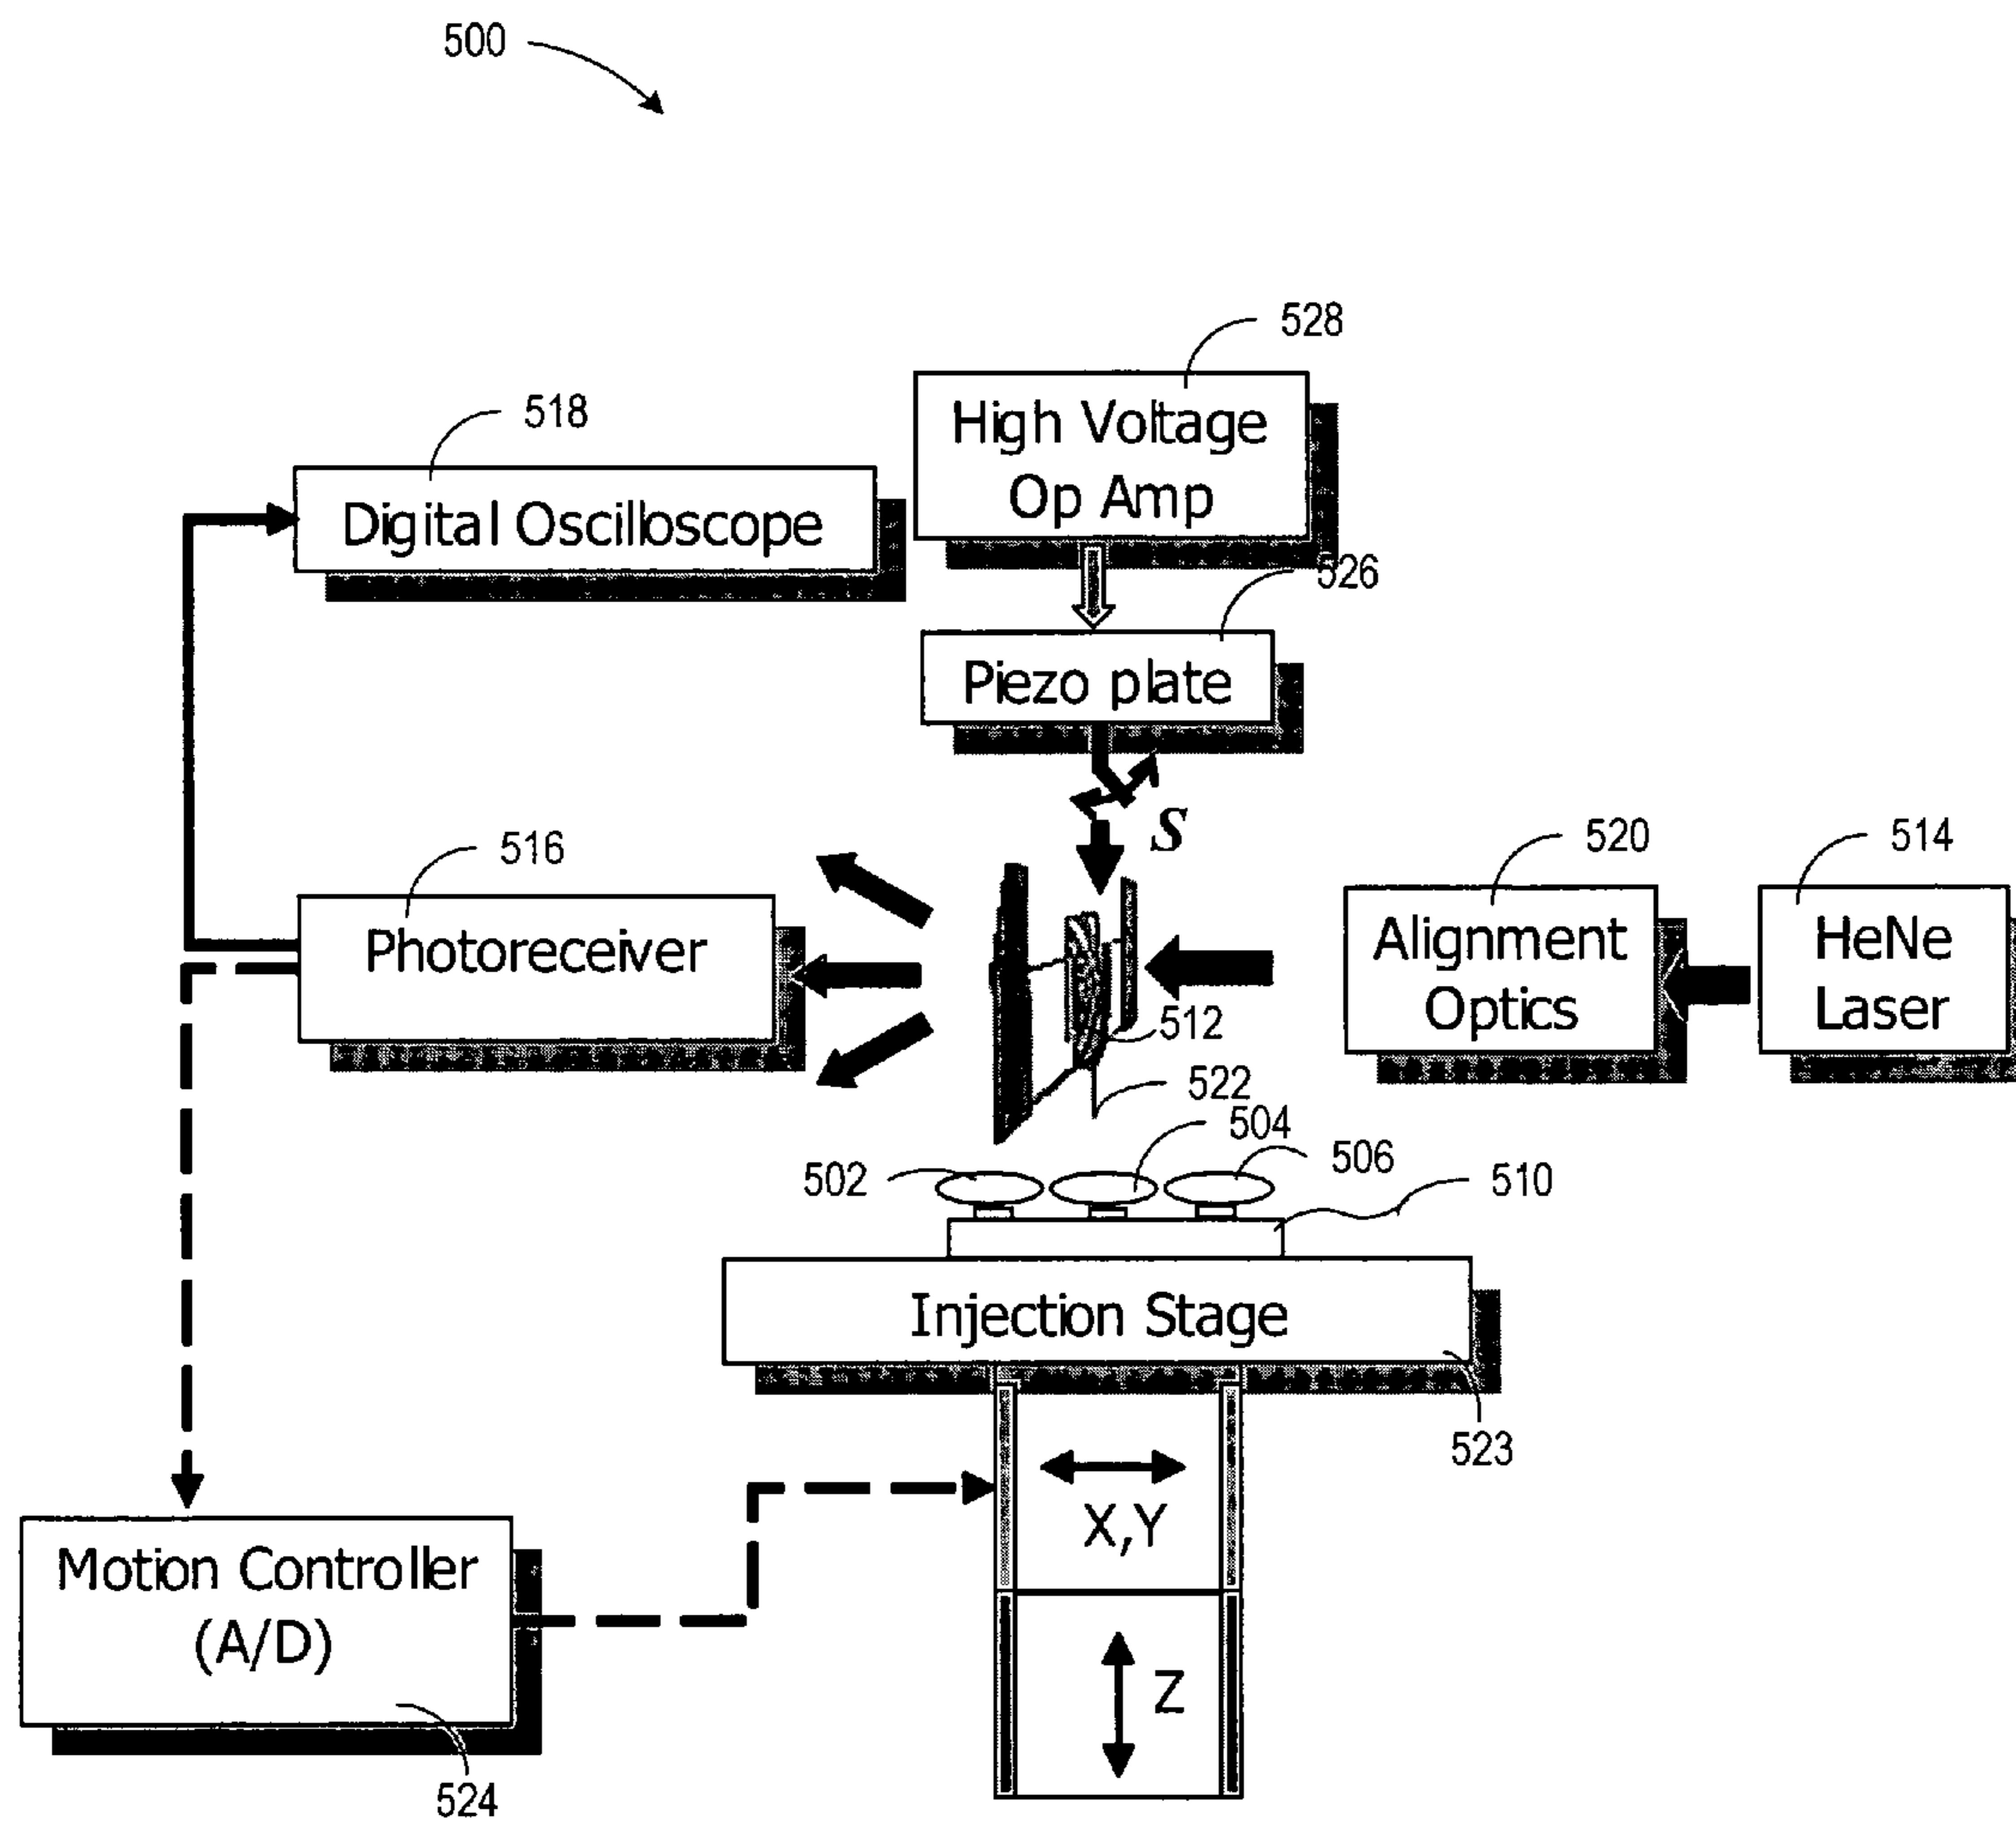 500
528
High Voltage
Op Amp
518
Digital Oscilloscope
526
Piezo plate
S
516
Photoreceiver
520
Alignment
Optics
514
HeNe
Laser
512
522
504
502
506
510
Injection Stage
523
X,Y
Motion Controller
(A/D)
Z
524